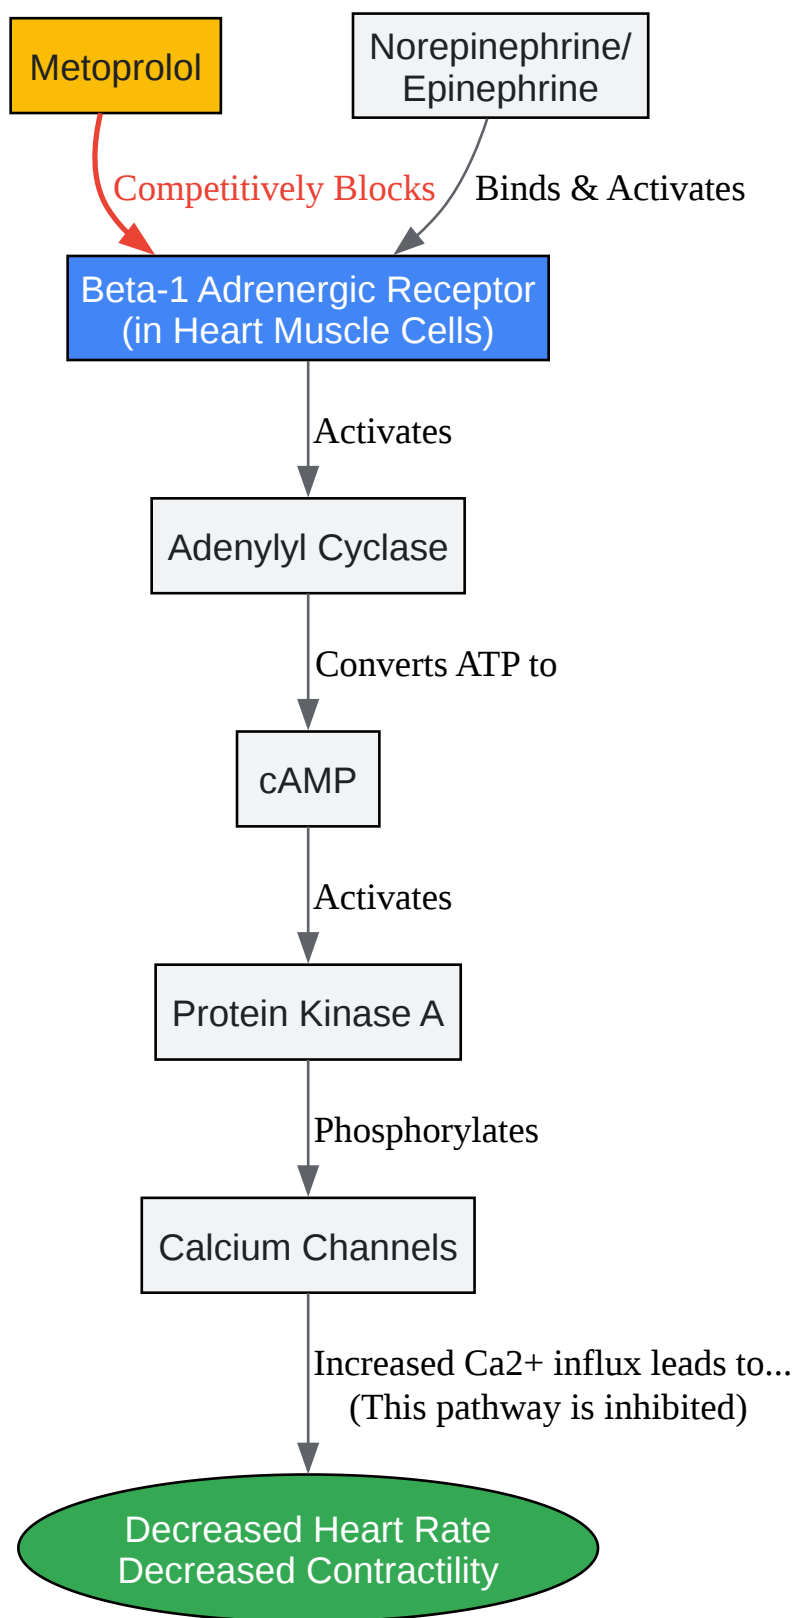 Metoprolol
Norepinephrine/
Epinephrine
Competitively Blocks
Binds & Activates
Beta-1 Adrenergic Receptor
(in Heart Muscle Cells)
Activates
Adenylyl Cyclase
Converts ATP to
cAMP
Activates
Protein Kinase A
Phosphorylates
Calcium Channels
Increased Ca2+ influx leads to...
(This pathway is inhibited)
Decreased Heart Rate
Decreased Contractility